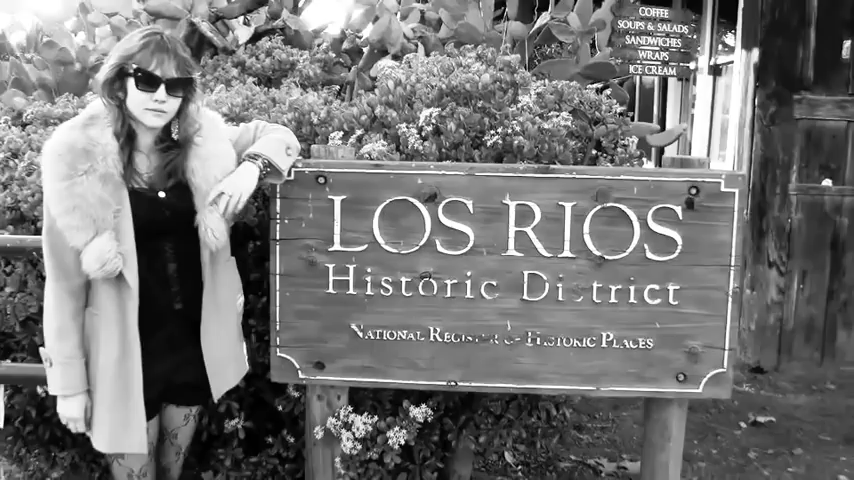 COFFEE
SOUPS & SALADS
SANDWICHES
WRAPS
ICE CREAM
LOS RIOS
Historic District
NATIONAL REGISTER OF HISTORIC PLACES